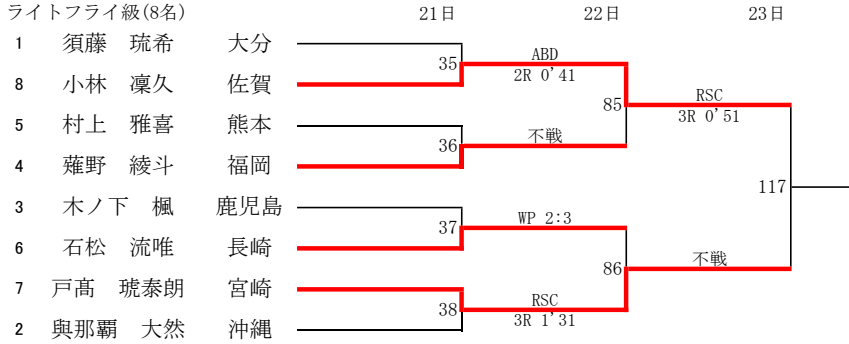 ライトフライ級(8名) 21日 22日 23日
1 須藤 琉希 大分
35 ABD
8 小林 凜久 佐賀 2R 0'41
85 RSC
5 村上 雅喜 熊本 3R 0'51
36 不戦
4 薙野 綾斗 福岡
117
3 木ノ下 楓 鹿児島
37 WP 2:3
6 石松 流唯 長崎
86 不戦
7 戸髙 琥泰朗 宮崎
38 RSC
3R 1'31
2 與那覇 大然 沖縄